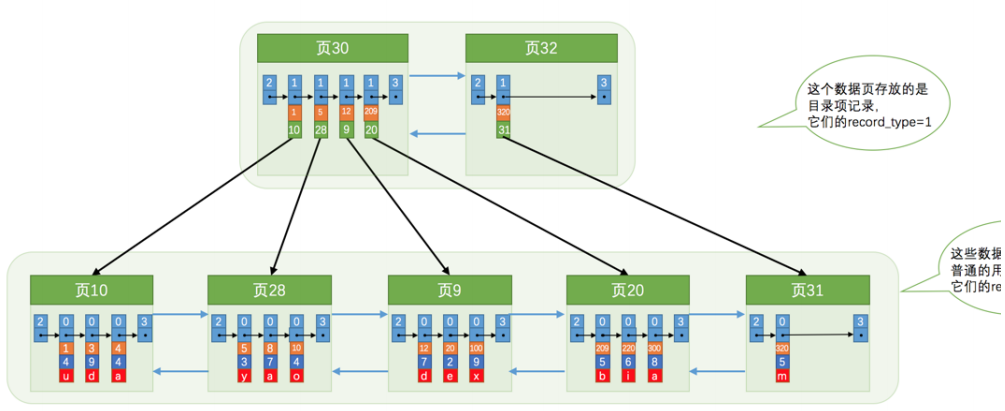 页30
页32
2 1 1 1 1 3
1 5 12 209
10 28 9 20
2 1 3
320
31
这个数据页存放的是
目录项记录,
它们的record_type=1
这些数据
普通的用
它们的re
页10
页28
页9
页20
页31
2 0 0 0 3
1 3 4
4 9 4
u d a
2 0 0 0 3
5 8 10
3 7 4
y a o
2 0 0 0 3
12 20 100
7 2 9
d e x
2 0 0 0 3
209 220 300
5 6 8
b i a
2 0 3
320
5
m